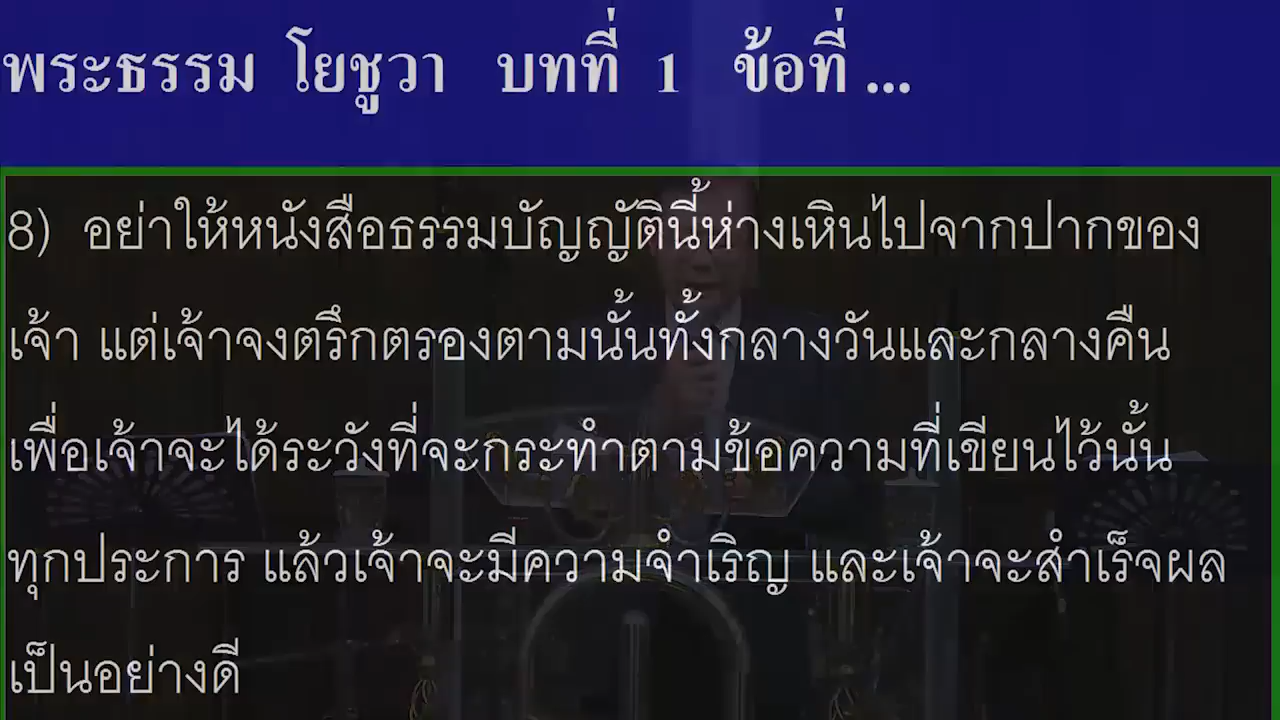 พระธรรม โยชูวา บทที่ 1 ข้อที่ ...
8) อย่าให้หนังสือธรรมบัญญัตินี้ห่างเหินไปจากปากของ
เจ้า แต่เจ้าจงตรึกตรองตามนั้นทั้งกลางวันและกลางคืน
เพื่อเจ้าจะได้ระวังที่จะกระทำตามข้อความที่เขียนไว้นั้น
ทุกประการ แล้วเจ้าจะมีความจำเริญ และเจ้าจะสำเร็จผล
เป็นอย่างดี